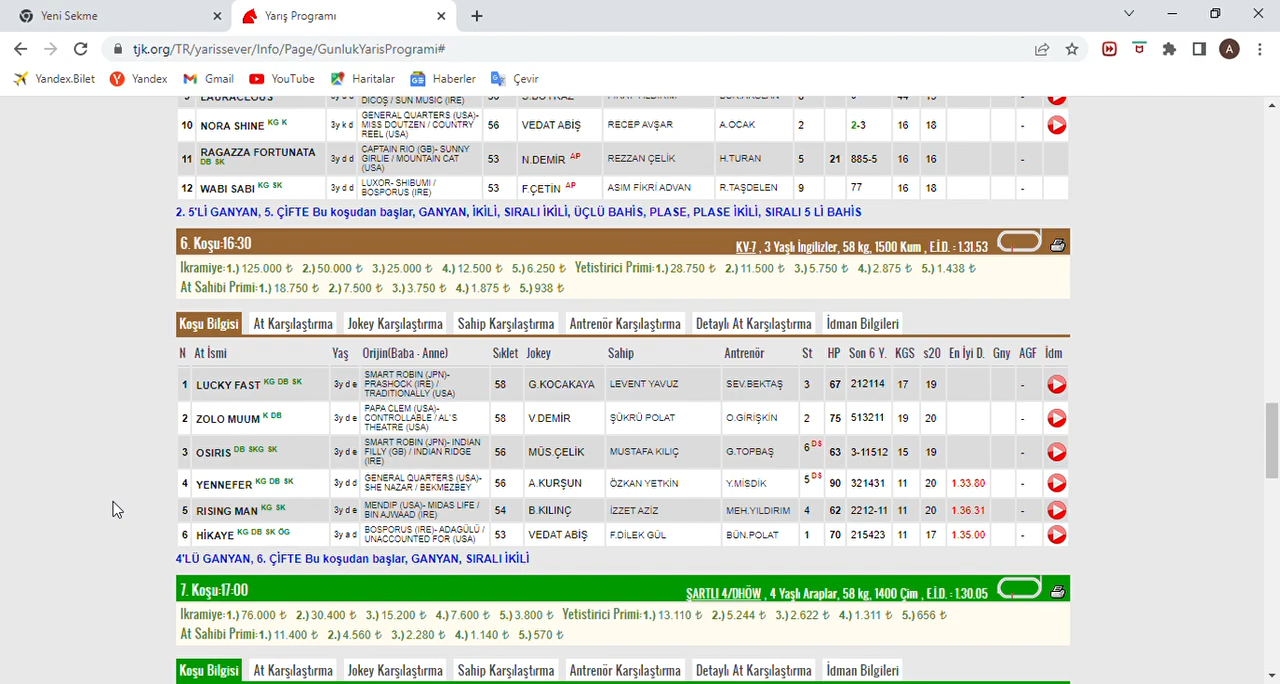 Yeni Sekme
Yarış Programı
tjk.org/TR/yarissever/Info/Page/GunlukYarisProgrami#
A
Yandex.Bilet Yandex Gmail YouTube Haritalar Haberler Çevir
DİCOŞ / SUN MUSIC (IRE)
10 NORA SHINE KG K 3y k d GENERAL QUARTERS (USA)- MISS DOUTZEN / COUNTRY REEL (USA) 56 VEDAT ABİŞ RECEP AVŞAR A.OCAK 2 2-3 16 18 -
11 RAGAZZA FORTUNATA DB SK 3y d d CAPTAIN RIO (GB)- SUNNY GIRLIE / MOUNTAIN CAT (USA) 53 N.DEMİR AP REZZAN ÇELİK H.TURAN 5 21 885-5 16 16 -
12 WABI SABI KG SK 3y d d LUXOR- SHIBUMI / BOSPORUS (IRE) 53 F.ÇETİN AP ASIM FİKRİ ADVAN R.TAŞDELEN 9 77 16 18 -
2. 5'Lİ GANYAN, 5. ÇİFTE Bu koşudan başlar, GANYAN, İKİLİ, SIRALI İKİLİ, ÜÇLÜ BAHİS, PLASE, PLASE İKİLİ, SIRALI 5 Lİ BAHİS
6. Koşu:16:30 KV-7 , 3 Yaşlı İngilizler, 58 kg, 1500 Kum , E.İ.D. : 1.31.53
İkramiye:1.) 125.000 ₺ 2.) 50.000 ₺ 3.) 25.000 ₺ 4.) 12.500 ₺ 5.) 6.250 ₺ Yetistirici Primi:1.) 28.750 ₺ 2.) 11.500 ₺ 3.) 5.750 ₺ 4.) 2.875 ₺ 5.) 1.438 ₺
At Sahibi Primi:1.) 18.750 ₺ 2.) 7.500 ₺ 3.) 3.750 ₺ 4.) 1.875 ₺ 5.) 938 ₺
Koşu Bilgisi At Karşılaştırma Jokey Karşılaştırma Sahip Karşılaştırma Antrenör Karşılaştırma Detaylı At Karşılaştırma İdman Bilgileri
N At İsmi Yaş Orijin(Baba - Anne) Sıklet Jokey Sahip Antrenör St HP Son 6 Y. KGS s20 En İyi D. Gny AGF İdm
1 LUCKY FAST KG DB SK 3y d e SMART ROBIN (JPN)- PRASHOCK (IRE) / TRADITIONALLY (USA) 58 G.KOCAKAYA LEVENT YAVUZ SEV.BEKTAŞ 3 67 212114 17 19 -
2 ZOLO MUUM K DB 3y d e PAPA CLEM (USA)- CONTROLLABLE / AL'S THEATRE (USA) 58 V.DEMİR ŞÜKRÜ POLAT O.GİRİŞKİN 2 75 513211 19 20 -
3 OSIRIS DB SKG SK 3y d e SMART ROBIN (JPN)- INDIAN FILLY (GB) / INDIAN RIDGE (IRE) 56 MÜS.ÇELİK MUSTAFA KILIÇ G.TOPBAŞ 6 DS 63 3-11512 15 19 -
4 YENNEFER KG DB SK 3y d e GENERAL QUARTERS (USA)- SHE NAZAR / BEKMEZBEY 56 A.KURŞUN ÖZKAN YETKİN Y.MİSDİK 5 DS 90 321431 11 20 1.33.80 -
5 RISING MAN KG SK 3y d e MENDIP (USA)- MIDAS LIFE / BIN AJWAAD (IRE) 54 B.KILINÇ İZZET AZİZ MEH.YILDIRIM 4 62 2212-11 11 20 1.36.31 -
6 HİKAYE KG DB SK ÖG 3y a d BOSPORUS (IRE)- ADAGÜLÜ / UNACCOUNTED FOR (USA) 53 VEDAT ABİŞ F.DİLEK GÜL BÜN.POLAT 1 70 215423 11 17 1.35.00 -
4'LÜ GANYAN, 6. ÇİFTE Bu koşudan başlar, GANYAN, SIRALI İKİLİ
7. Koşu:17:00 ŞARTLI 4/DHÖW , 4 Yaşlı Araplar, 58 kg, 1400 Çim , E.İ.D. : 1.30.05
İkramiye:1.) 76.000 ₺ 2.) 30.400 ₺ 3.) 15.200 ₺ 4.) 7.600 ₺ 5.) 3.800 ₺ Yetistirici Primi:1.) 13.110 ₺ 2.) 5.244 ₺ 3.) 2.622 ₺ 4.) 1.311 ₺ 5.) 656 ₺
At Sahibi Primi:1.) 11.400 ₺ 2.) 4.560 ₺ 3.) 2.280 ₺ 4.) 1.140 ₺ 5.) 570 ₺
Koşu Bilgisi At Karşılaştırma Jokey Karşılaştırma Sahip Karşılaştırma Antrenör Karşılaştırma Detaylı At Karşılaştırma İdman Bilgileri